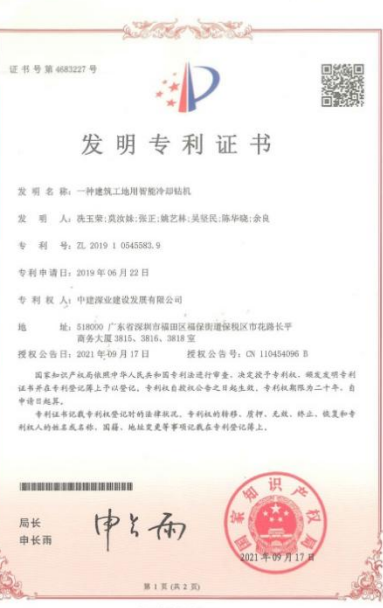 证书号第4683227号
发明专利证书
发 明 名 称：一种建筑工地用智能冷却钻机
发 明 人：冼玉荣;莫汝妹;张正;姚艺林;吴坚民;陈华晓;余良
专 利 号：ZL 2019 1 0545583.9
专利申请日：2019年06月22日
专 利 权 人：中建深业建设发展有限公司
地 址：518000 广东省深圳市福田区福保街道保税区市花路长平
商务大厦3815、3816、3818室
授权公告日：2021年09月17日 授权公告号：CN 110454096 B
国家知识产权局依照中华人民共和国专利法进行审查，决定授予专利权，颁发发明专利
证书并在专利登记簿上予以登记。专利权自授权公告之日起生效。专利权期限为二十年，自
申请日起算。
专利证书记载专利权登记时的法律状况。专利权的转移、质押、无效、终止、恢复和专
利权人的姓名或名称、国籍、地址变更等事项记载在专利登记簿上。
局长
申长雨
申长雨
国家知识产权局
2021年09月17日
第 1 页 (共 2 页)